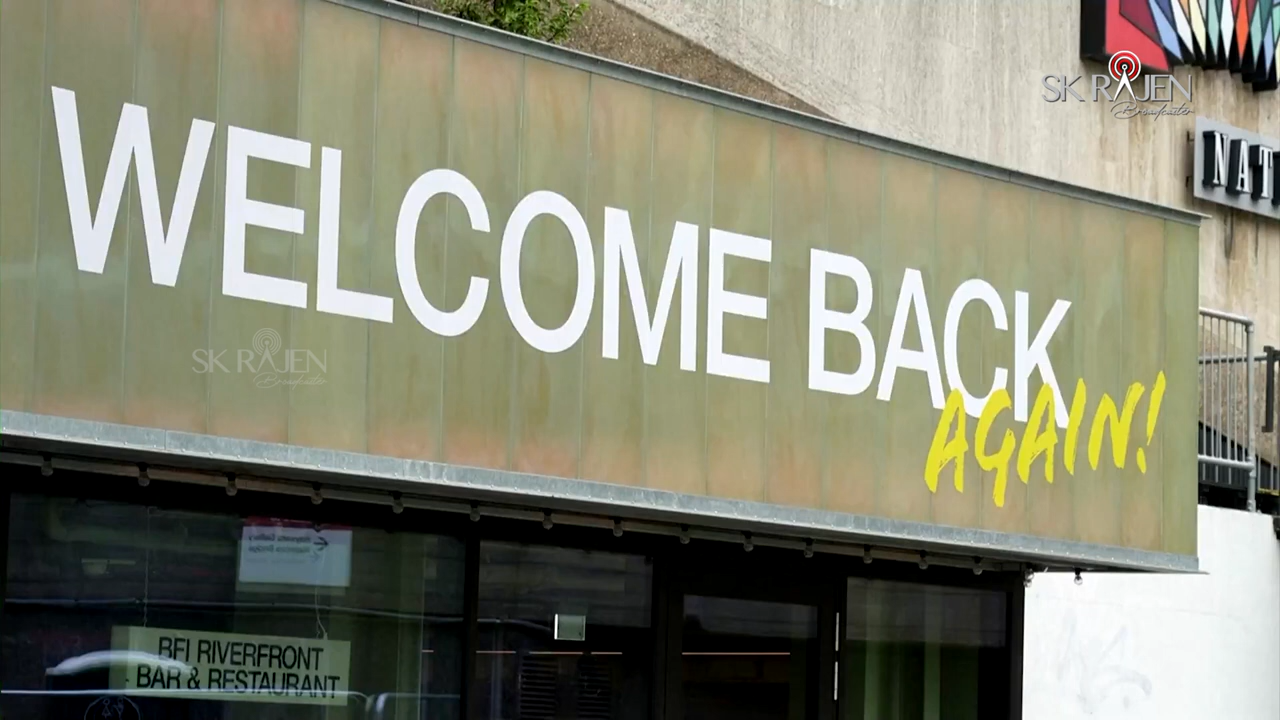 SK RAJEN
Broadcaster
NAT
WELCOME BACK
AGAIN!
SK RAJEN
Broadcaster
BFI RIVERFRONT
BAR & RESTAURANT